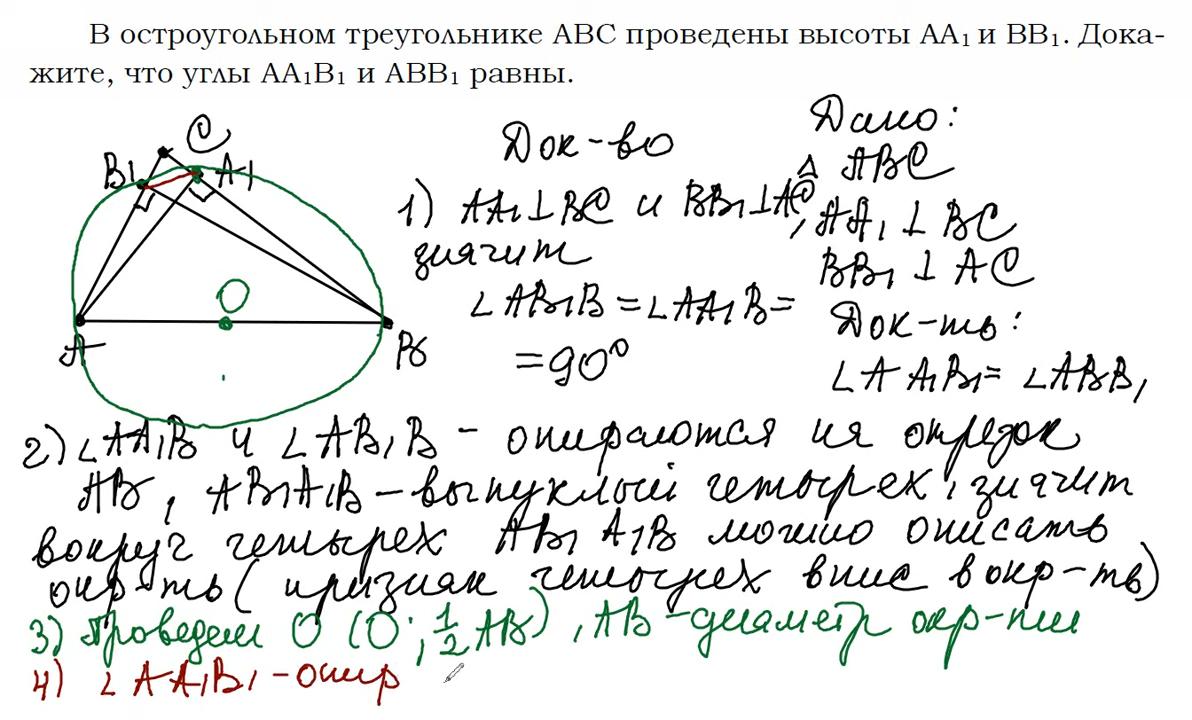 В остроугольном треугольнике ABC проведены высоты AA₁ и BB₁. Дока-
жите, что углы AA₁B₁ и ABB₁ равны.
C
B1
A1
O
A
B
Док-во
1) AA₁ ⊥ BC и BB₁ ⊥ AC,
значит
∠AB₁B = ∠AA₁B =
= 90°
Дано:
△ ABC
AA₁ ⊥ BC
BB₁ ⊥ AC
Док-ть:
∠AA₁B₁ = ∠ABB₁
2) ∠AA₁B и ∠AB₁B - опираются на отрезок
AB, AB₁A₁B - выпуклый четырех, значит
вокруг четырех AB₁A₁B можно описать
окр-ть (признак четырех впис в окр-ть)
3) Проведем O (O; 1/2 AB), AB - диаметр окр-ти
4) ∠AA₁B₁ - опир